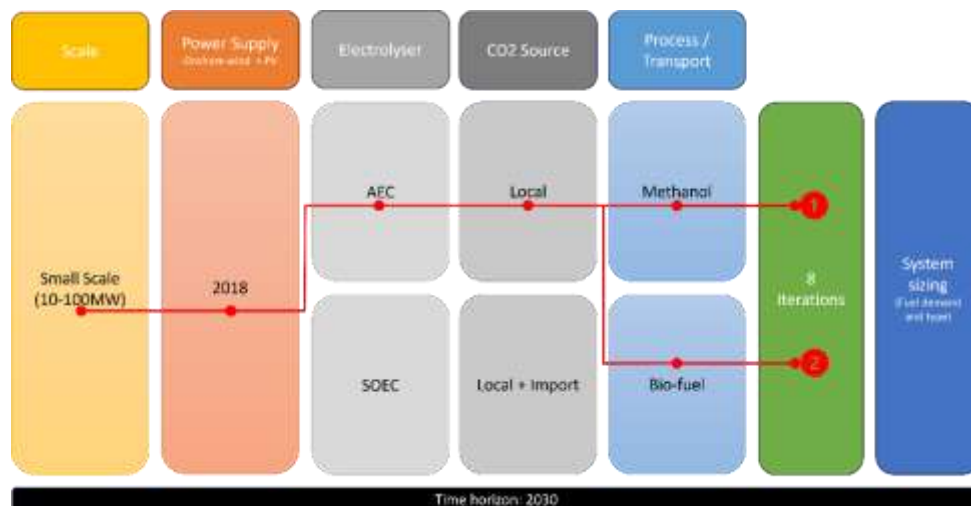 Scale
Power Supply
Onshore wind + PV
Electrolyser
CO2 Source
Process /
Transport
AEC
Local
Methanol
1
Small Scale
(10-100MW)
2018
8
Iterations
System
sizing
(Fuel demand
and type)
SOEC
Local + Import
Bio-fuel
2
Time horizon: 2030